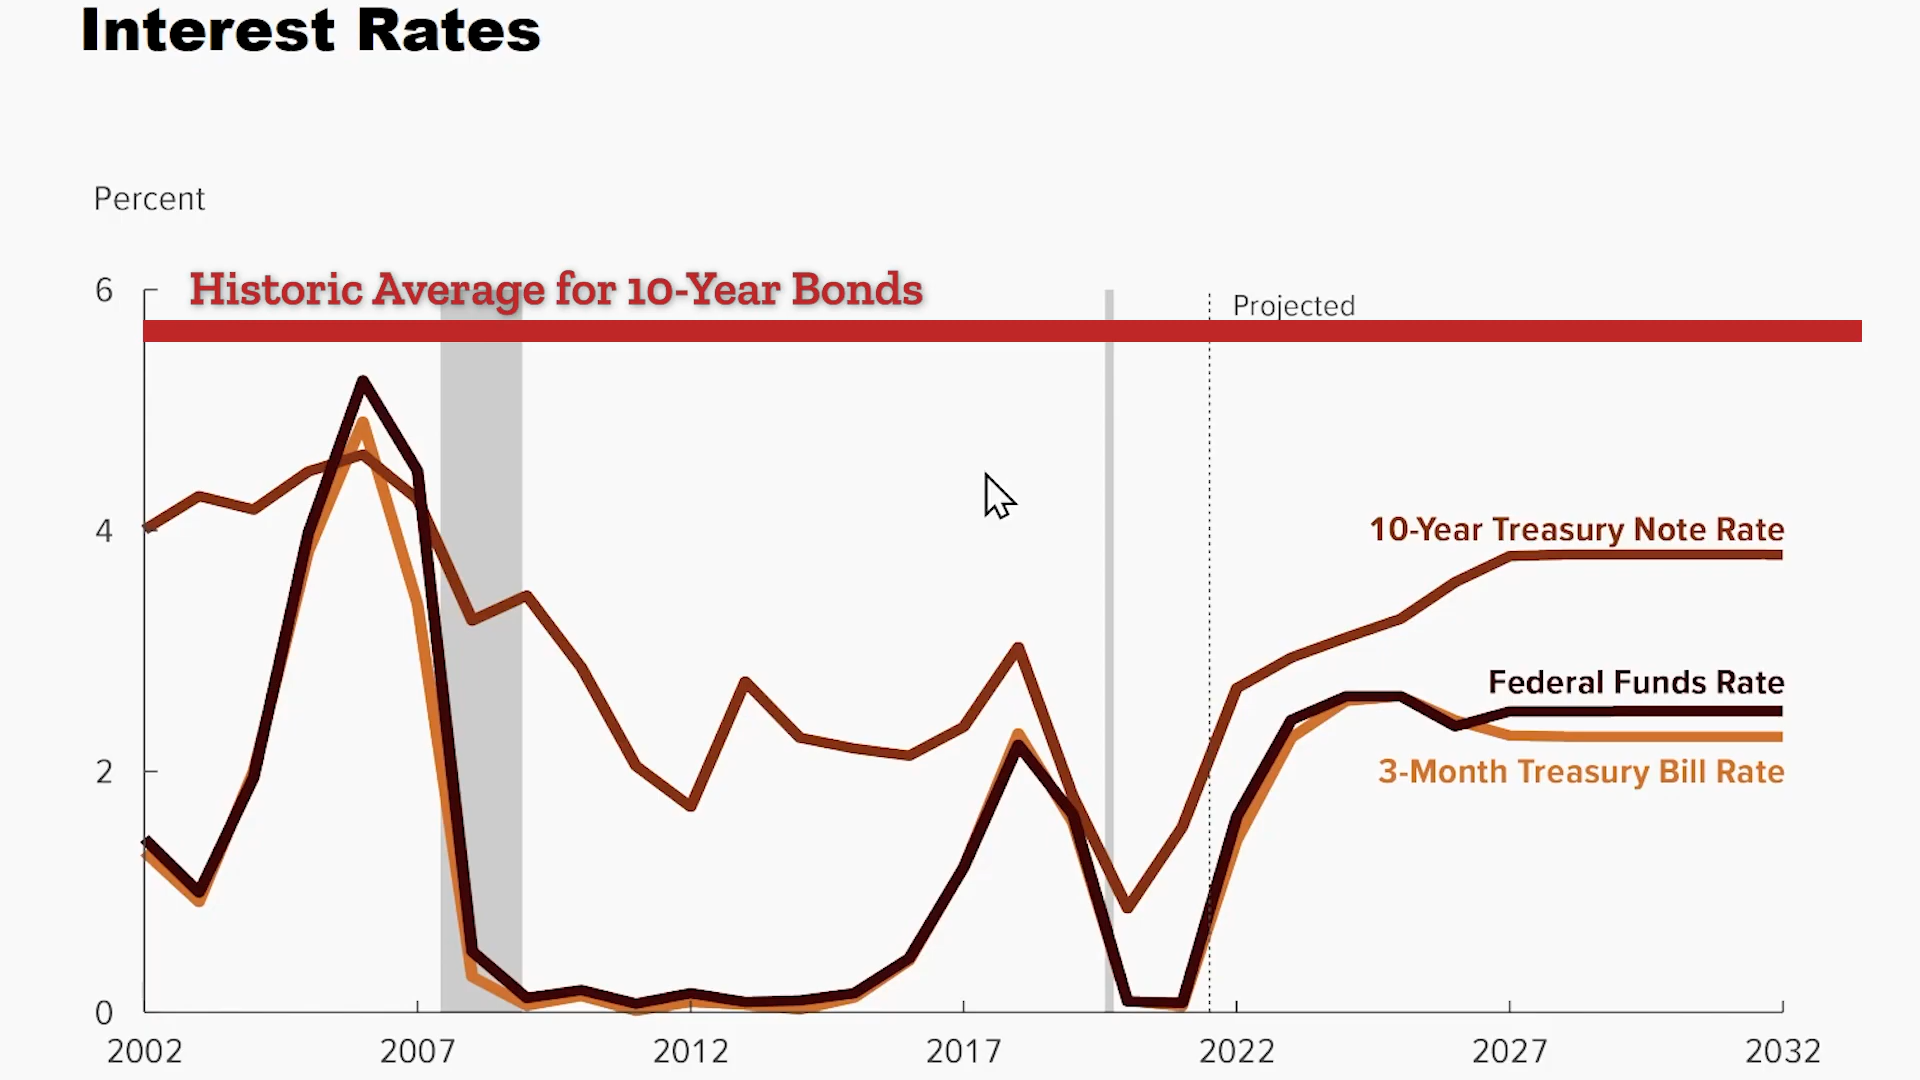 Interest Rates
Percent
6
Historic Average for 10-Year Bonds
Projected
4
10-Year Treasury Note Rate
Federal Funds Rate
2
3-Month Treasury Bill Rate
0
2002 2007 2012 2017 2022 2027 2032